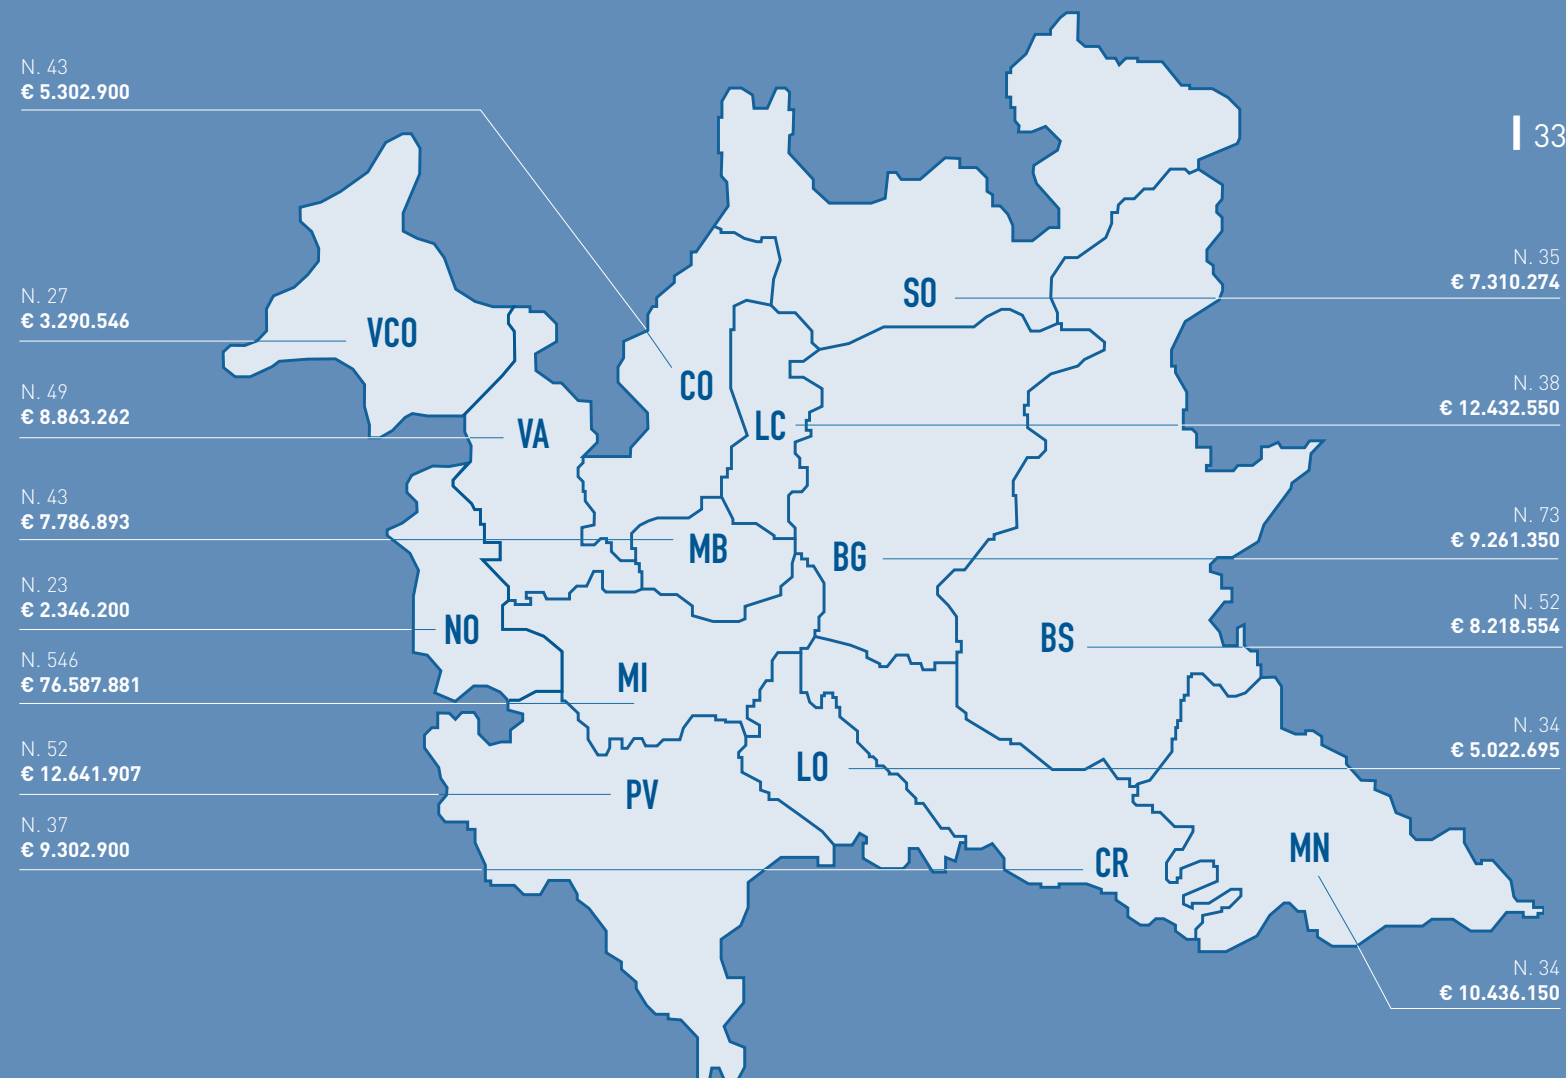 N. 43
€ 5.302.900
33
N. 27
€ 3.290.546
N. 49
€ 8.863.262
N. 43
€ 7.786.893
N. 23
€ 2.346.200
N. 546
€ 76.587.881
N. 52
€ 12.641.907
N. 37
€ 9.302.900
VCO
VA
CO
LC
SO
MB
BG
NO
MI
BS
PV
LO
CR
MN
N. 35
€ 7.310.274
N. 38
€ 12.432.550
N. 73
€ 9.261.350
N. 52
€ 8.218.554
N. 34
€ 5.022.695
N. 34
€ 10.436.150